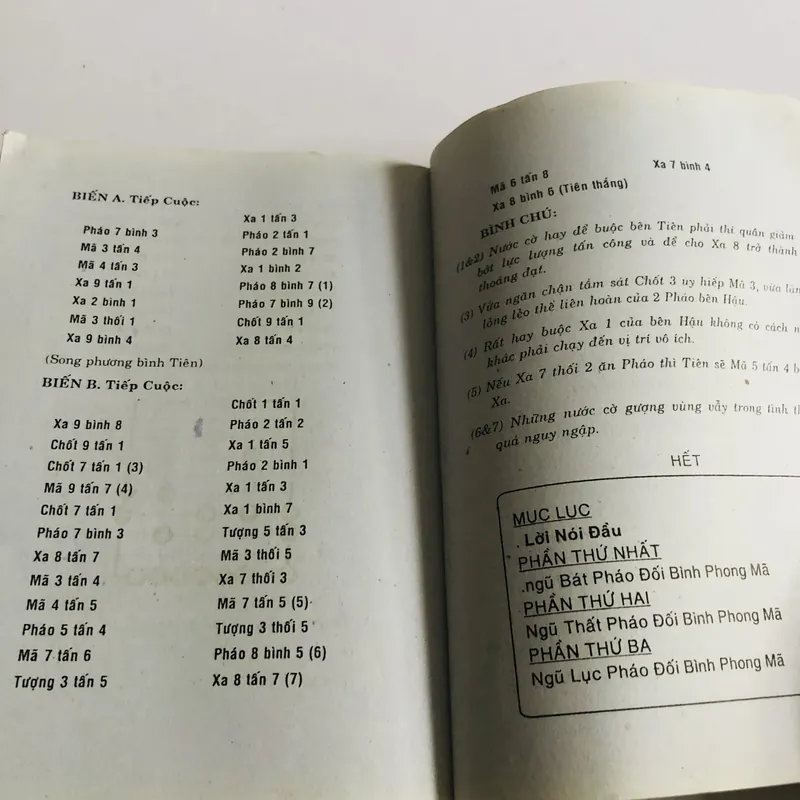 BIẾN A. Tiếp Cuộc:
Xa 1 tấn 3
Pháo 7 bình 3 Pháo 2 tấn 1
Mã 3 tấn 4 Pháo 2 bình 7
Mã 4 tấn 3 Xa 1 bình 2
Xa 9 tấn 1 Pháo 8 bình 7 (1)
Xa 2 bình 1 Pháo 7 bình 9 (2)
Mã 3 thối 1 Chốt 9 tấn 1
Xa 9 bình 4 Xa 8 tấn 4
(Song phương bình Tiên)
BIẾN B. Tiếp Cuộc:
Chốt 1 tấn 1
Xa 9 bình 8 Pháo 2 tấn 2
Chốt 9 tấn 1 Xa 1 tấn 5
Chốt 7 tấn 1 (3) Pháo 2 bình 1
Mã 9 tấn 7 (4) Xa 1 tấn 3
Chốt 7 tấn 1 Xa 1 bình 7
Pháo 7 bình 3 Tượng 5 tấn 3
Xa 8 tấn 7 Mã 3 thối 5
Mã 3 tấn 4 Xa 7 thối 3
Mã 4 tấn 5 Mã 7 tấn 5 (5)
Pháo 5 tấn 4 Tượng 3 thối 5
Mã 7 tấn 6 Pháo 8 bình 5 (6)
Tượng 3 tấn 5 Xa 8 tấn 7 (7)
Mã 6 tấn 8 Xa 7 bình 4
Xa 8 bình 6 (Tiên thắng)
BÌNH CHÚ:
(1&2) Nước cờ hay để buộc bên Tiên phải thí quân giảm
bớt lực lượng tấn công và để cho Xa 8 trở thành
thoáng đạt.
(3) Vừa ngăn chận tầm sát Chốt 3 uy hiếp Mã 3, vừa làm
lỏng lẻo thế liên hoàn của 2 Pháo bên Hậu.
(4) Rất hay buộc Xa 1 của bên Hậu không có cách
khác phải chạy đến vị trí vô ích.
(5) Nếu Xa 7 thối 2 ăn Pháo thì Tiên sẽ Mã 5 tấn 4
Xa.
(6&7) Những nước cờ gượng vùng vẫy trong tình
quá nguy ngập.
HẾT
MỤC LỤC
. Lời Nói Đầu
PHẦN THỨ NHẤT
.ngũ Bát Pháo Đối Bình Phong Mã
PHẦN THỨ HAI
Ngũ Thất Pháo Đối Bình Phong Mã
PHẦN THỨ BA
Ngũ Lục Pháo Đối Bình Phong Mã